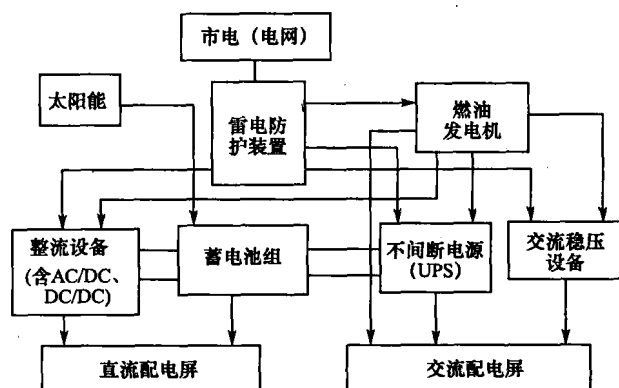 市电（电网）
太阳能
雷电防
护装置
燃油
发电机
整流设备
(含AC/DC、
DC/DC)
蓄电池组
不间断电源
（UPS）
交流稳压
设备
直流配电屏
交流配电屏